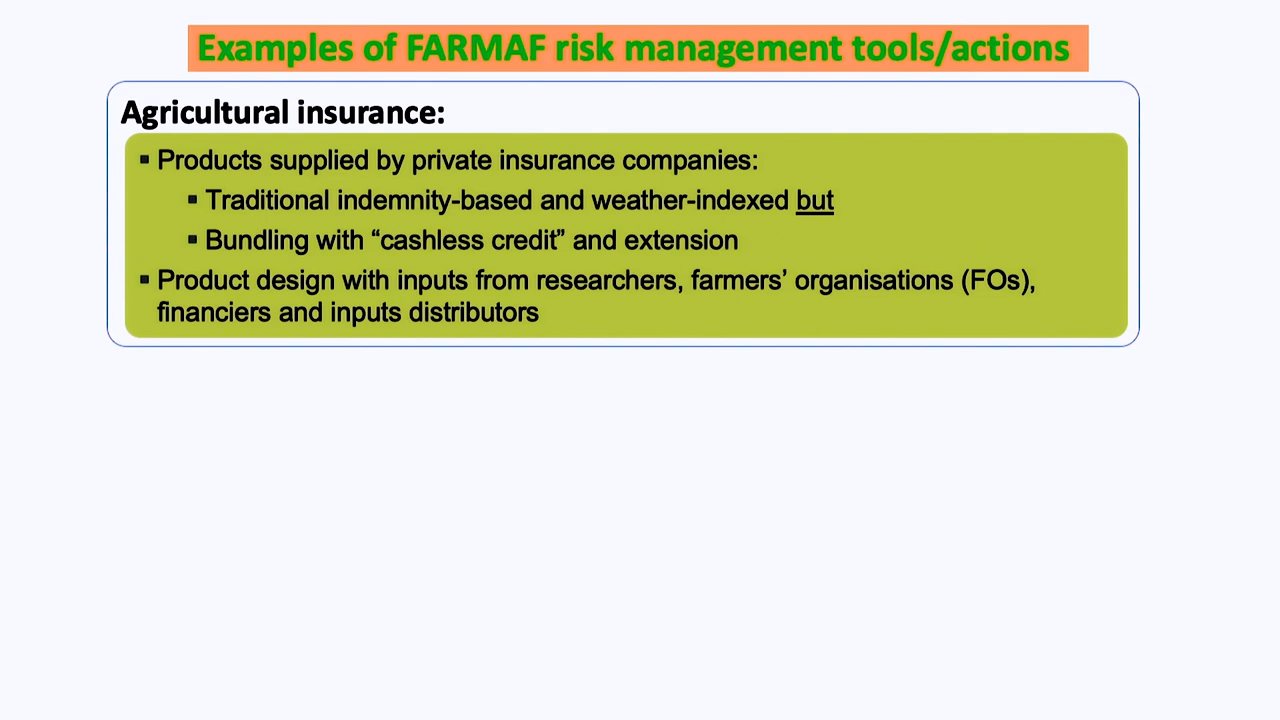 Examples of FARMAF risk management tools/actions
Agricultural insurance:
▪ Products supplied by private insurance companies:
▪ Traditional indemnity-based and weather-indexed but
▪ Bundling with “cashless credit” and extension
▪ Product design with inputs from researchers, farmers’ organisations (FOs),
financiers and inputs distributors